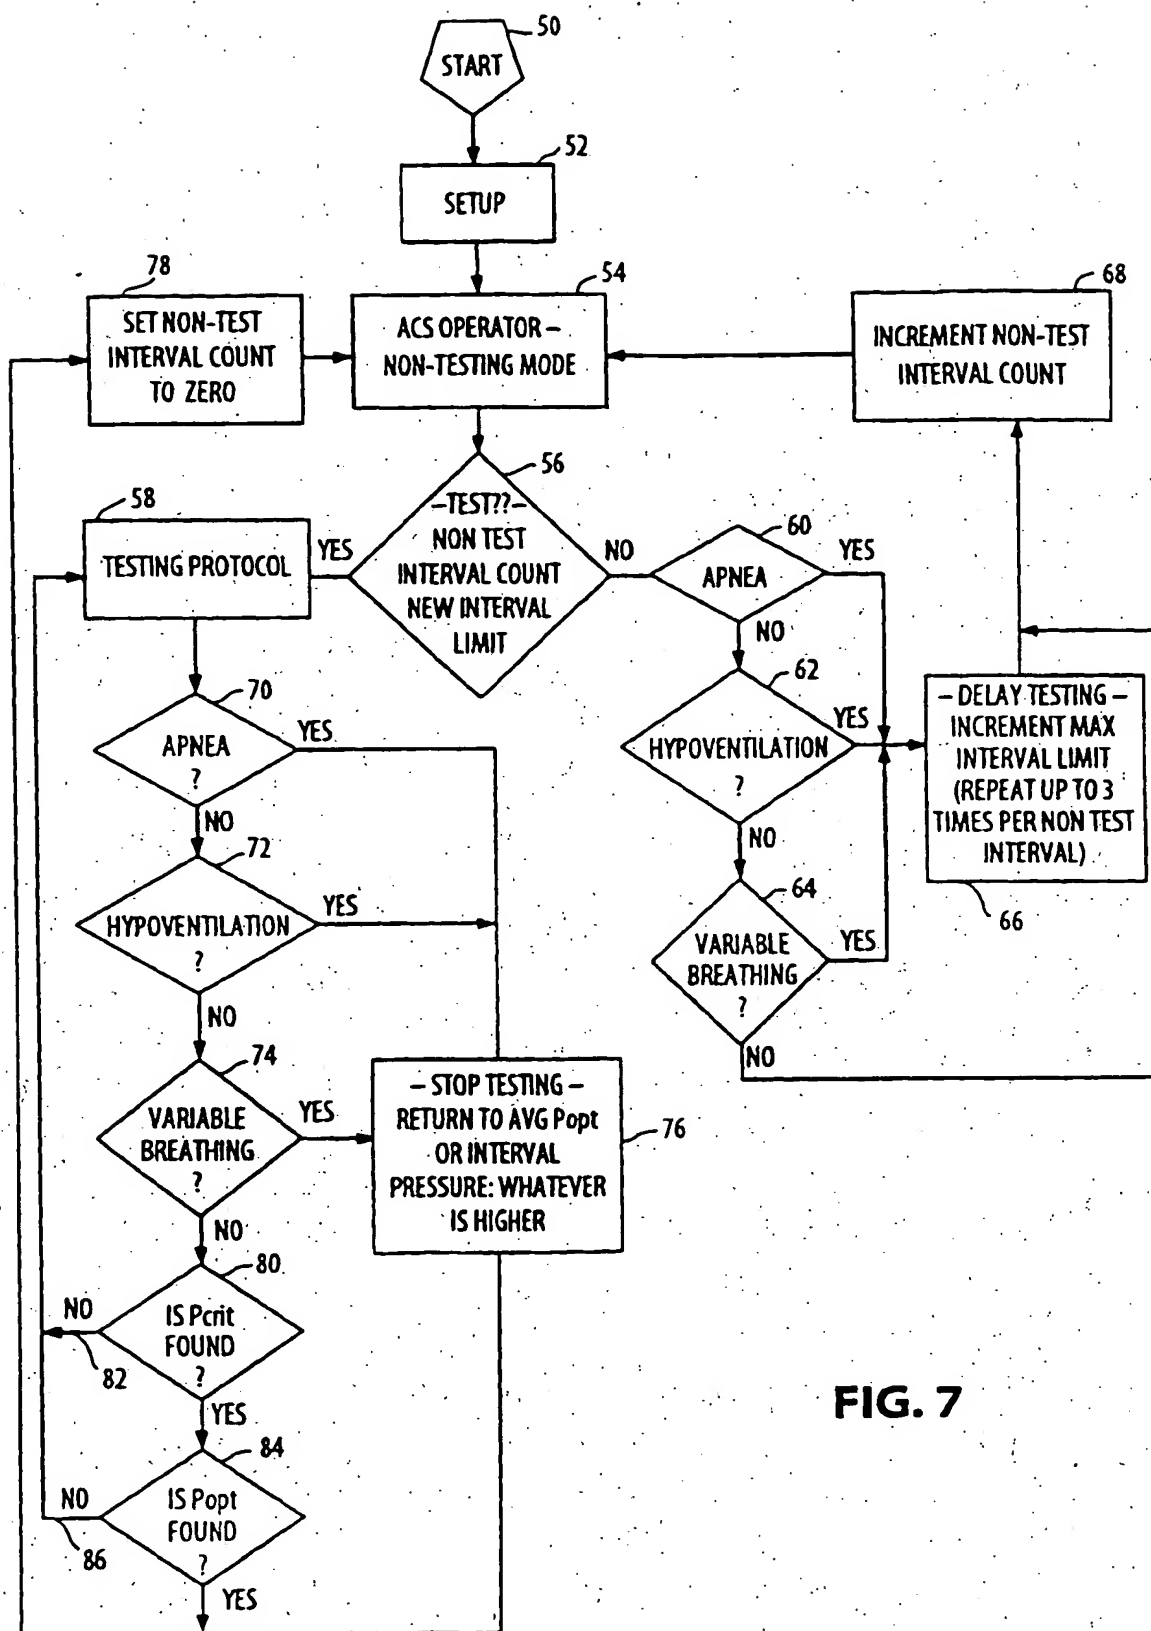 50
START
52
SETUP
78
54
68
SET NON-TEST
INTERVAL COUNT
TO ZERO
ACS OPERATOR –
NON-TESTING MODE
INCREMENT NON-TEST
INTERVAL COUNT
56
58
–TEST??–
NON TEST
INTERVAL COUNT
NEW INTERVAL
LIMIT
YES
TESTING PROTOCOL
NO
60
APNEA
YES
NO
62
HYPOVENTILATION
?
YES
– DELAY TESTING –
INCREMENT MAX
INTERVAL LIMIT
(REPEAT UP TO 3
TIMES PER NON TEST
INTERVAL)
66
NO
64
VARIABLE
BREATHING
?
YES
NO
70
APNEA
?
YES
NO
72
HYPOVENTILATION
?
YES
NO
74
VARIABLE
BREATHING
?
YES
– STOP TESTING –
RETURN TO AVG Popt
OR INTERVAL
PRESSURE: WHATEVER
IS HIGHER
76
NO
80
IS Pcrit
FOUND
?
NO
82
YES
84
IS Popt
FOUND
?
NO
86
YES
FIG. 7